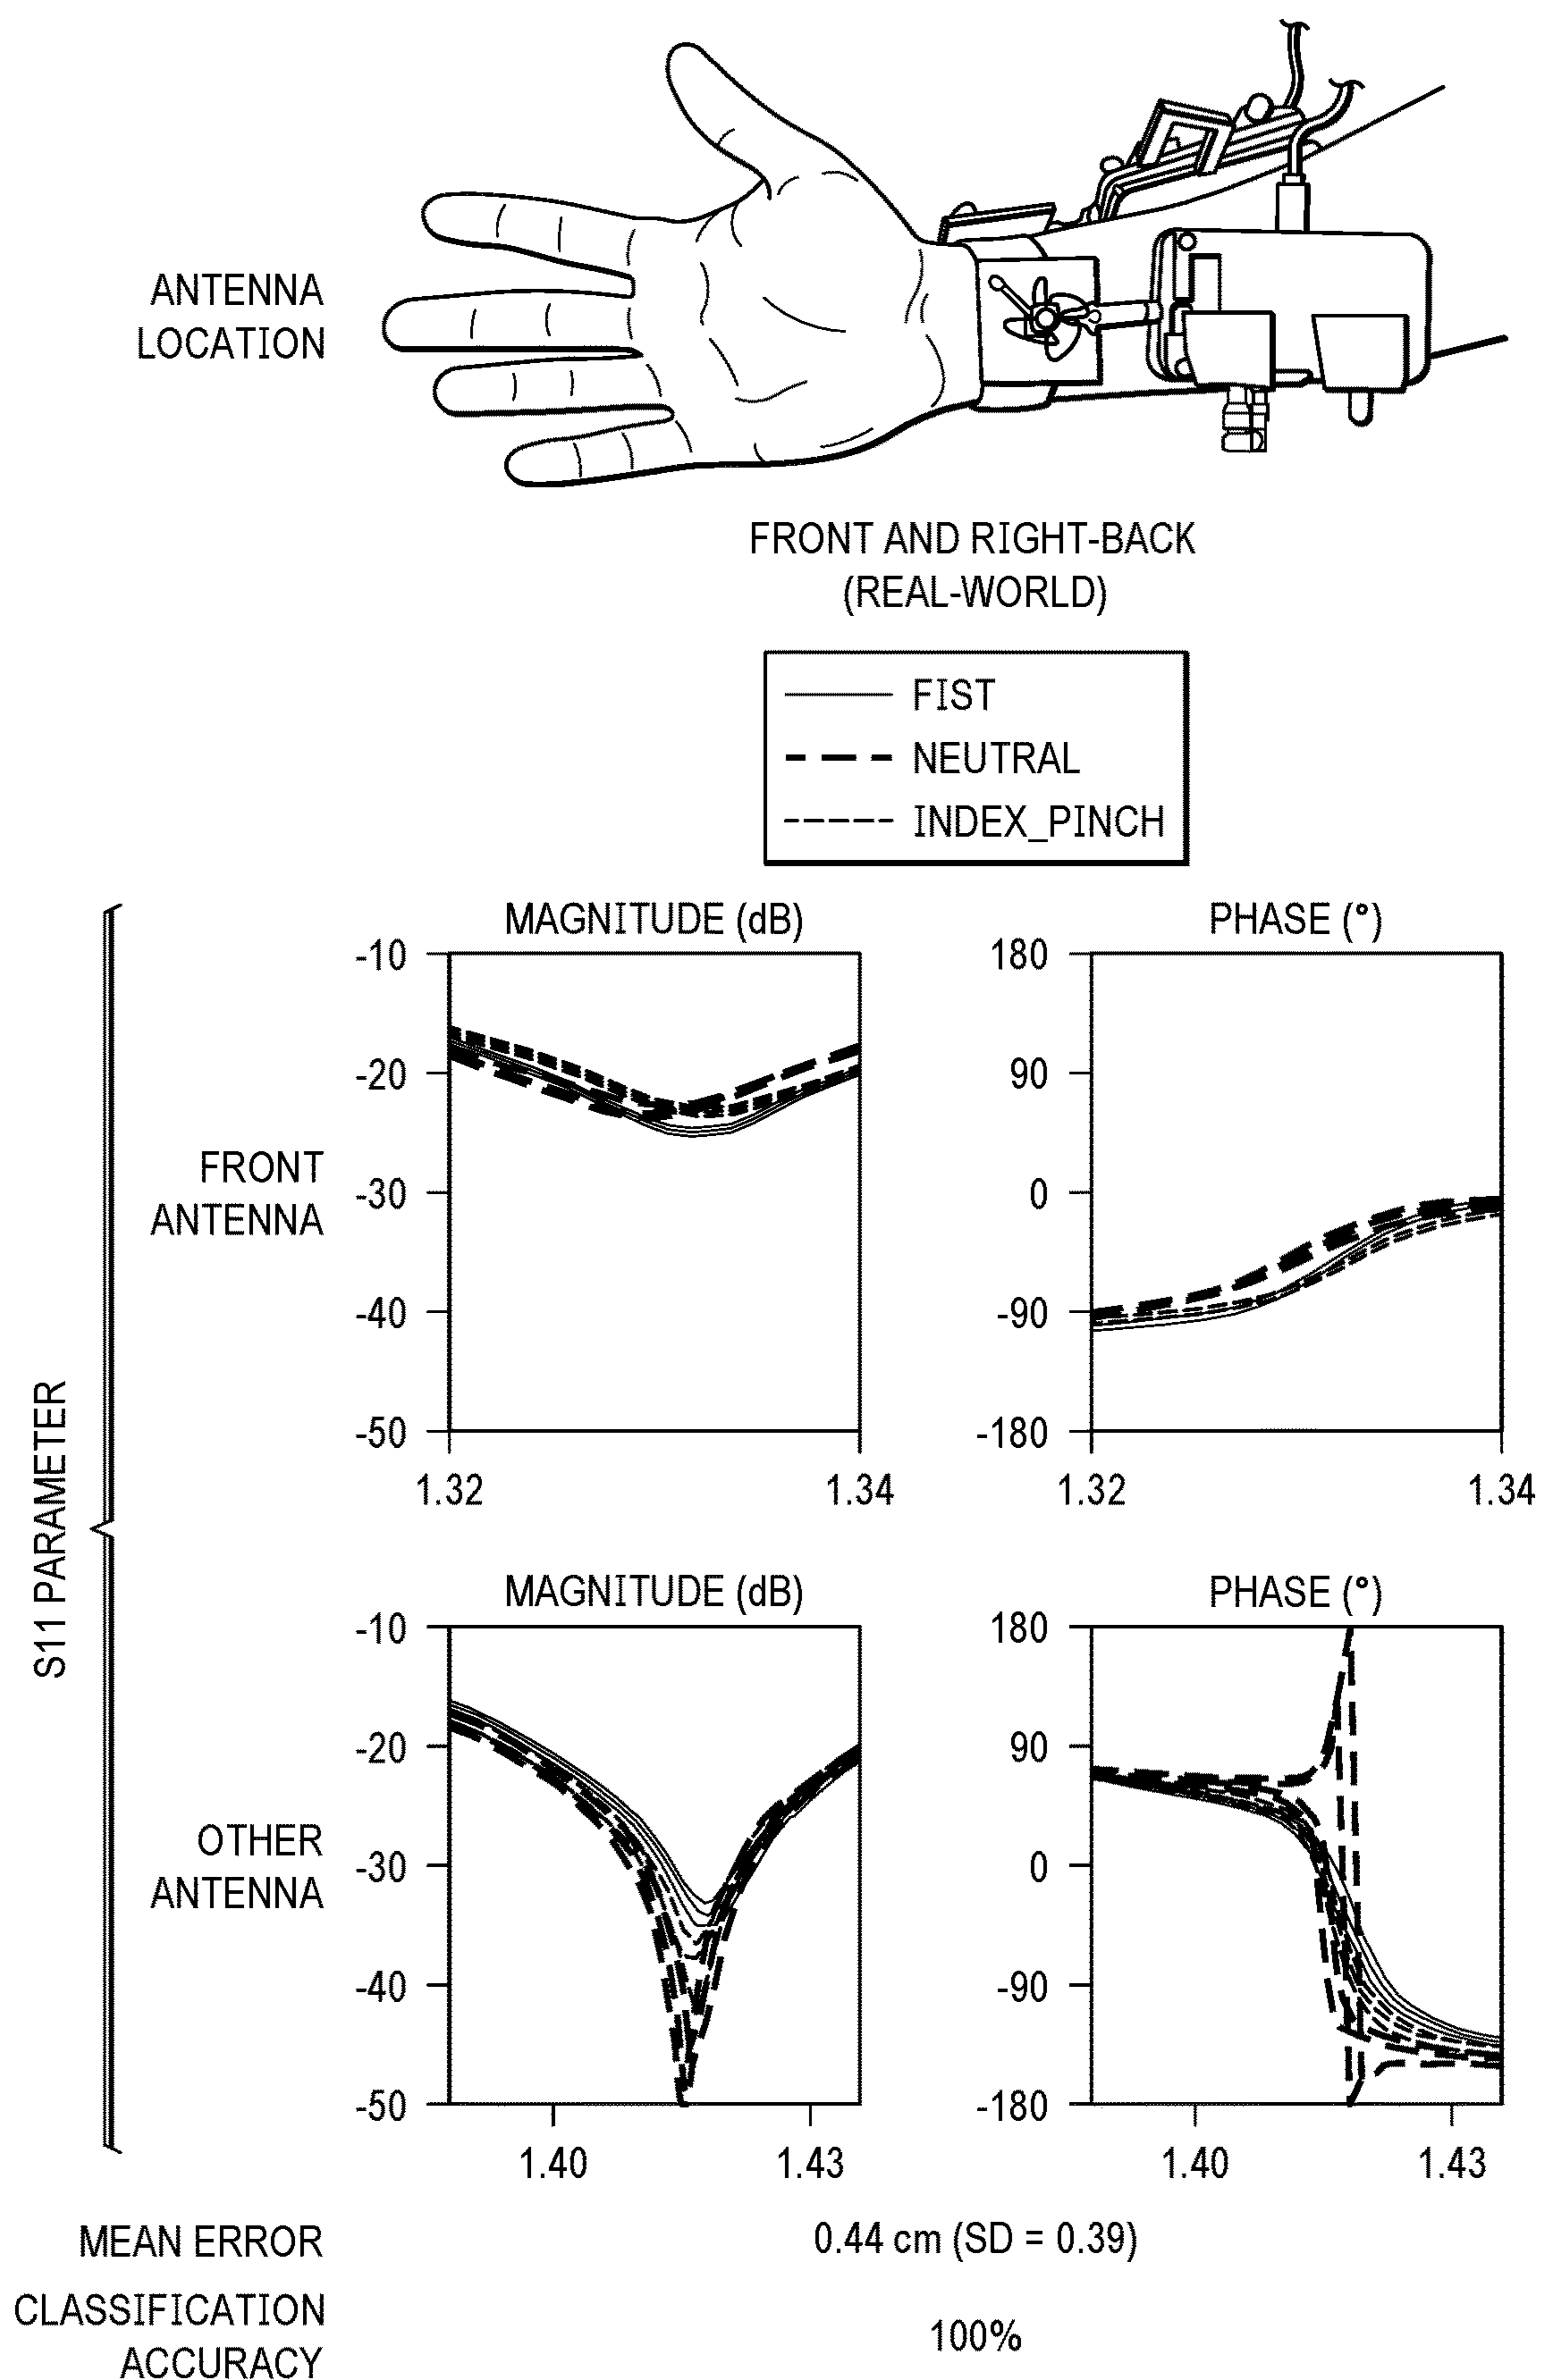 ANTENNA
LOCATION
FRONT AND RIGHT-BACK
(REAL-WORLD)
FIST
NEUTRAL
INDEX_PINCH
S11 PARAMETER
FRONT
ANTENNA
MAGNITUDE (dB)
-10
-20
-30
-40
-50
1.32
1.34
PHASE (°)
180
90
0
-90
-180
1.32
1.34
OTHER
ANTENNA
MAGNITUDE (dB)
-10
-20
-30
-40
-50
1.40
1.43
PHASE (°)
180
90
0
-90
-180
1.40
1.43
MEAN ERROR
0.44 cm (SD = 0.39)
CLASSIFICATION
ACCURACY
100%